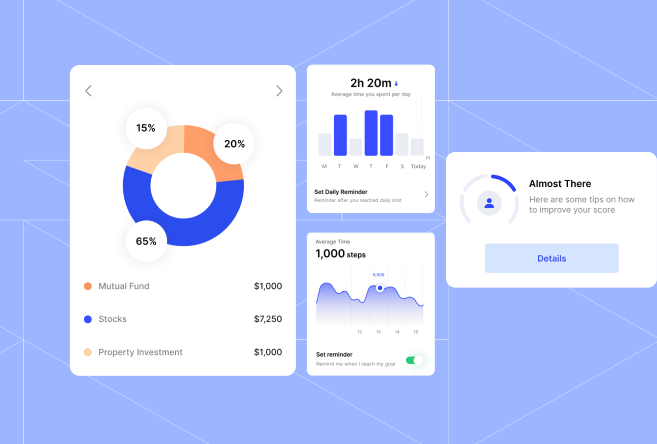 15%
20%
65%
Mutual Fund $1,000
Stocks $7,250
Property Investment $1,000
2h 20m
Average time you spent per day
10
M T W T F S Today
Set Daily Reminder
Reminder after you reached daily limit
Average Time
1,000 steps
8,500
12 13 14 15
Set reminder
Remind me when I reach my goal
Almost There
Here are some tips on how
to improve your score
Details